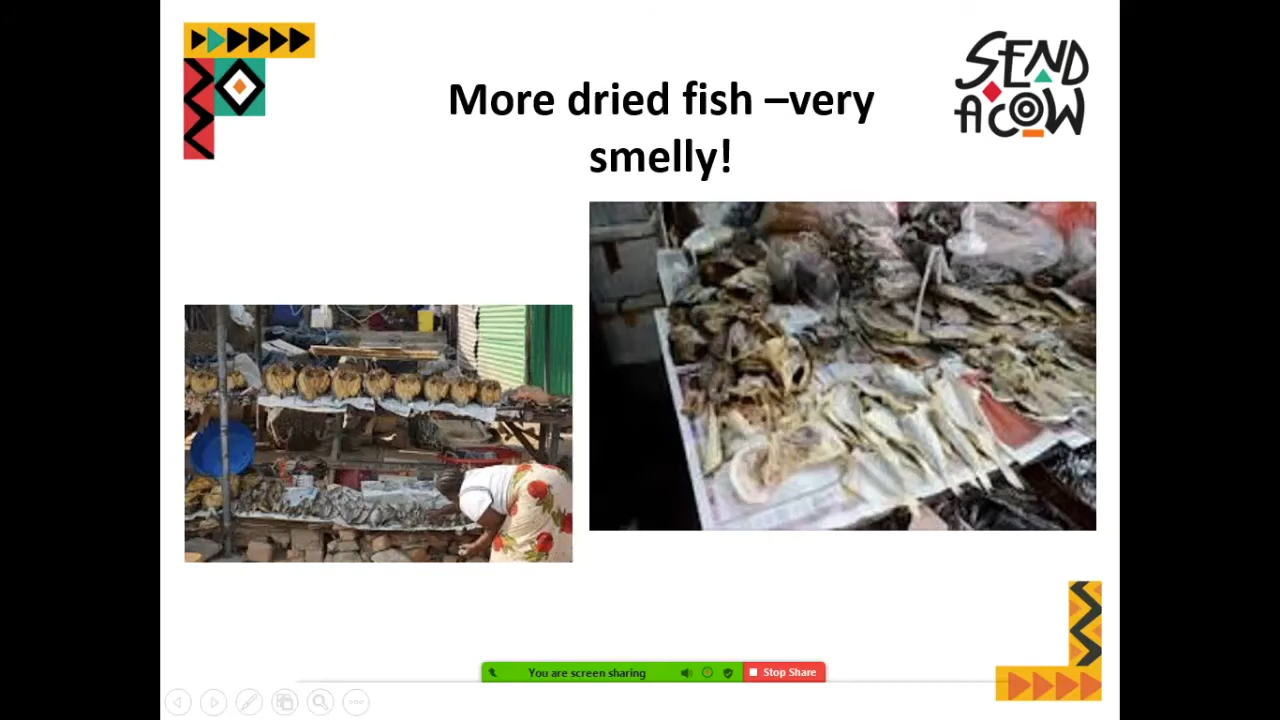 SEND
A COW
More dried fish –very
smelly!
You are screen sharing
Stop Share